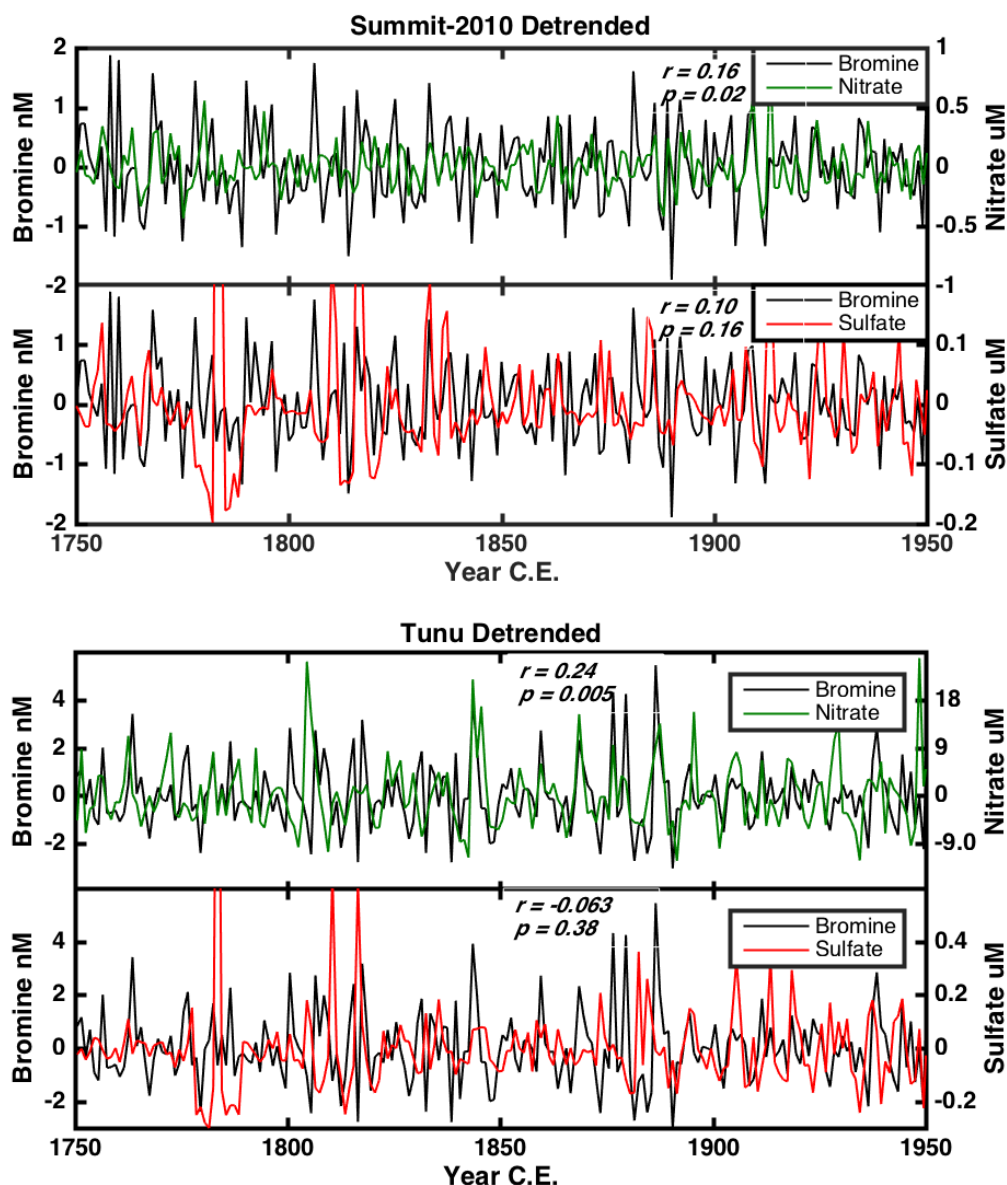 Summit-2010 Detrended
2
1
0
-1
-2
Bromine nM
1
0.5
0
-0.5
-1
Nitrate uM
r = 0.16
p = 0.02
Bromine
Nitrate
1
0
-1
-2
Bromine nM
0.1
0
-0.1
-0.2
Sulfate uM
r = 0.10
p = 0.16
Bromine
Sulfate
1750 1800 1850 1900 1950
Year C.E.
Tunu Detrended
4
2
0
-2
Bromine nM
18
9
0
-9.0
Nitrate uM
r = 0.24
p = 0.005
Bromine
Nitrate
4
2
0
-2
Bromine nM
0.4
0.2
0
-0.2
Sulfate uM
r = -0.063
p = 0.38
Bromine
Sulfate
1750 1800 1850 1900 1950
Year C.E.